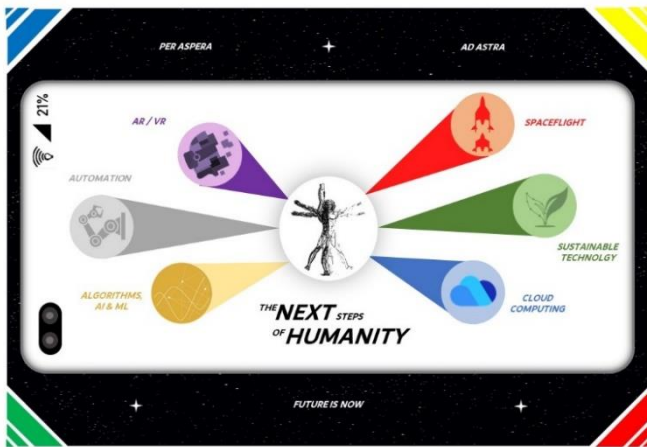 PER ASPERA
AD ASTRA
21%
AR / VR
SPACEFLIGHT
AUTOMATION
SUSTAINABLE
TECHNOLGY
ALGORITHMS,
AI & ML
CLOUD
COMPUTING
THE NEXT STEPS
OF HUMANITY
FUTURE IS NOW